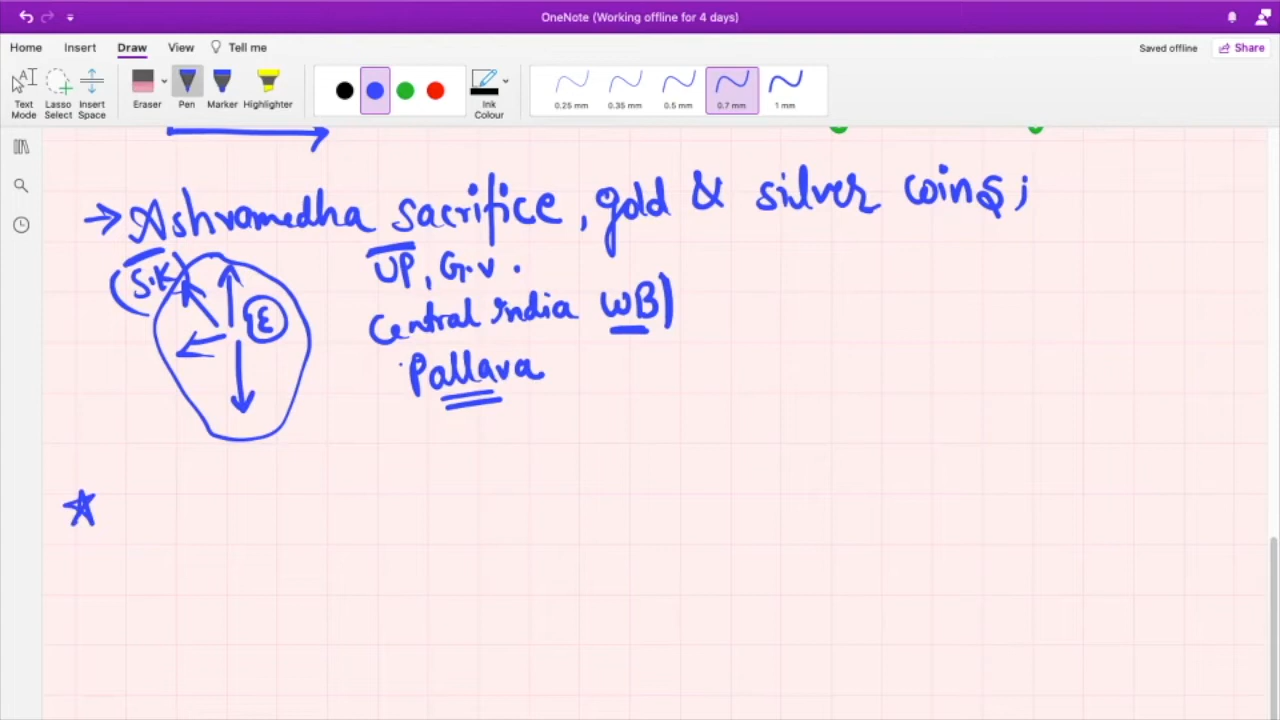 OneNote (Working offline for 4 days)
Home Insert Draw View Tell me
Saved offline Share
Text Mode
Lasso Select
Insert Space
Eraser
Pen
Marker
Highlighter
Ink Colour
0.25 mm
0.35 mm
0.5 mm
0.7 mm
1 mm
→ Ashvamedha sacrifice, gold & silver coins;
(S.K)
E
UP, G.V.
Central India WB)
Pallava